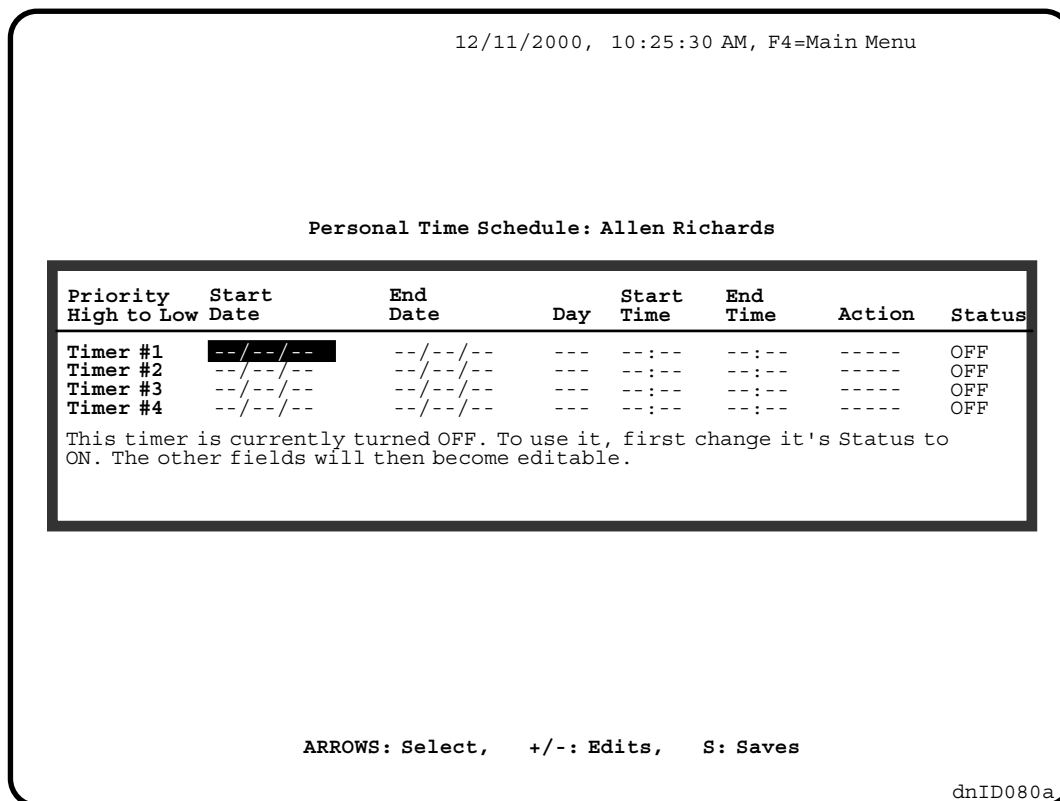 12/11/2000, 10:25:30 AM, F4=Main Menu
Personal Time Schedule: Allen Richards
Priority Start End Start End
High to Low Date Date Day Time Time Action Status
Timer #1 --/--/-- --/--/-- --- --:-- --:-- ----- OFF
Timer #2 --/--/-- --/--/-- --- --:-- --:-- ----- OFF
Timer #3 --/--/-- --/--/-- --- --:-- --:-- ----- OFF
Timer #4 --/--/-- --/--/-- --- --:-- --:-- ----- OFF
This timer is currently turned OFF. To use it, first change it's Status to
ON. The other fields will then become editable.
ARROWS: Select, +/-: Edits, S: Saves
dnID080a